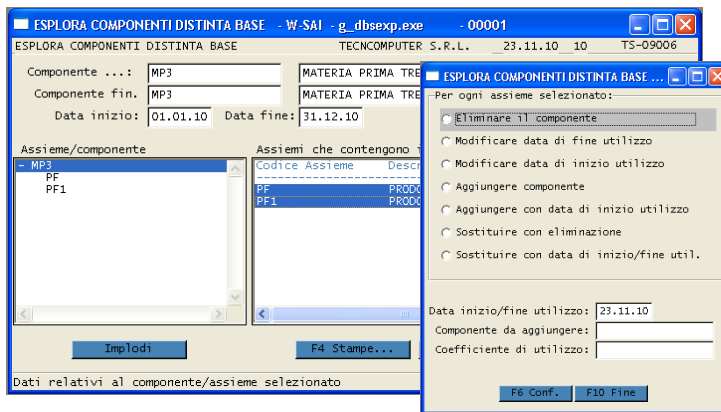 ESPLORA COMPONENTI DISTINTA BASE - W-SAI - g_dbsexp.exe - 00001
ESPLORA COMPONENTI DISTINTA BASE TECNCOMPUTER S.R.L. _23.11.10_ 10 TS-09006
Componente ...: MP3 MATERIA PRIMA TRE
Componente fin. MP3 MATERIA PRIMA TRE
Data inizio: 01.01.10 Data fine: 31.12.10
Assieme/componente
- MP3
PF
PF1
Assiemi che contengono
Codice Assieme Descr
PF PRODO
PF1 PRODO
Implodi F4 Stampe...
Dati relativi al componente/assieme selezionato
ESPLORA COMPONENTI DISTINTA BASE ...
Per ogni assieme selezionato:
Eliminare il componente
Modificare data di fine utilizzo
Modificare data di inizio utilizzo
Aggiungere componente
Aggiungere con data di inizio utilizzo
Sostituire con eliminazione
Sostituire con data di inizio/fine util.
Data inizio/fine utilizzo: 23.11.10
Componente da aggiungere:
Coefficiente di utilizzo:
F6 Conf. F10 Fine